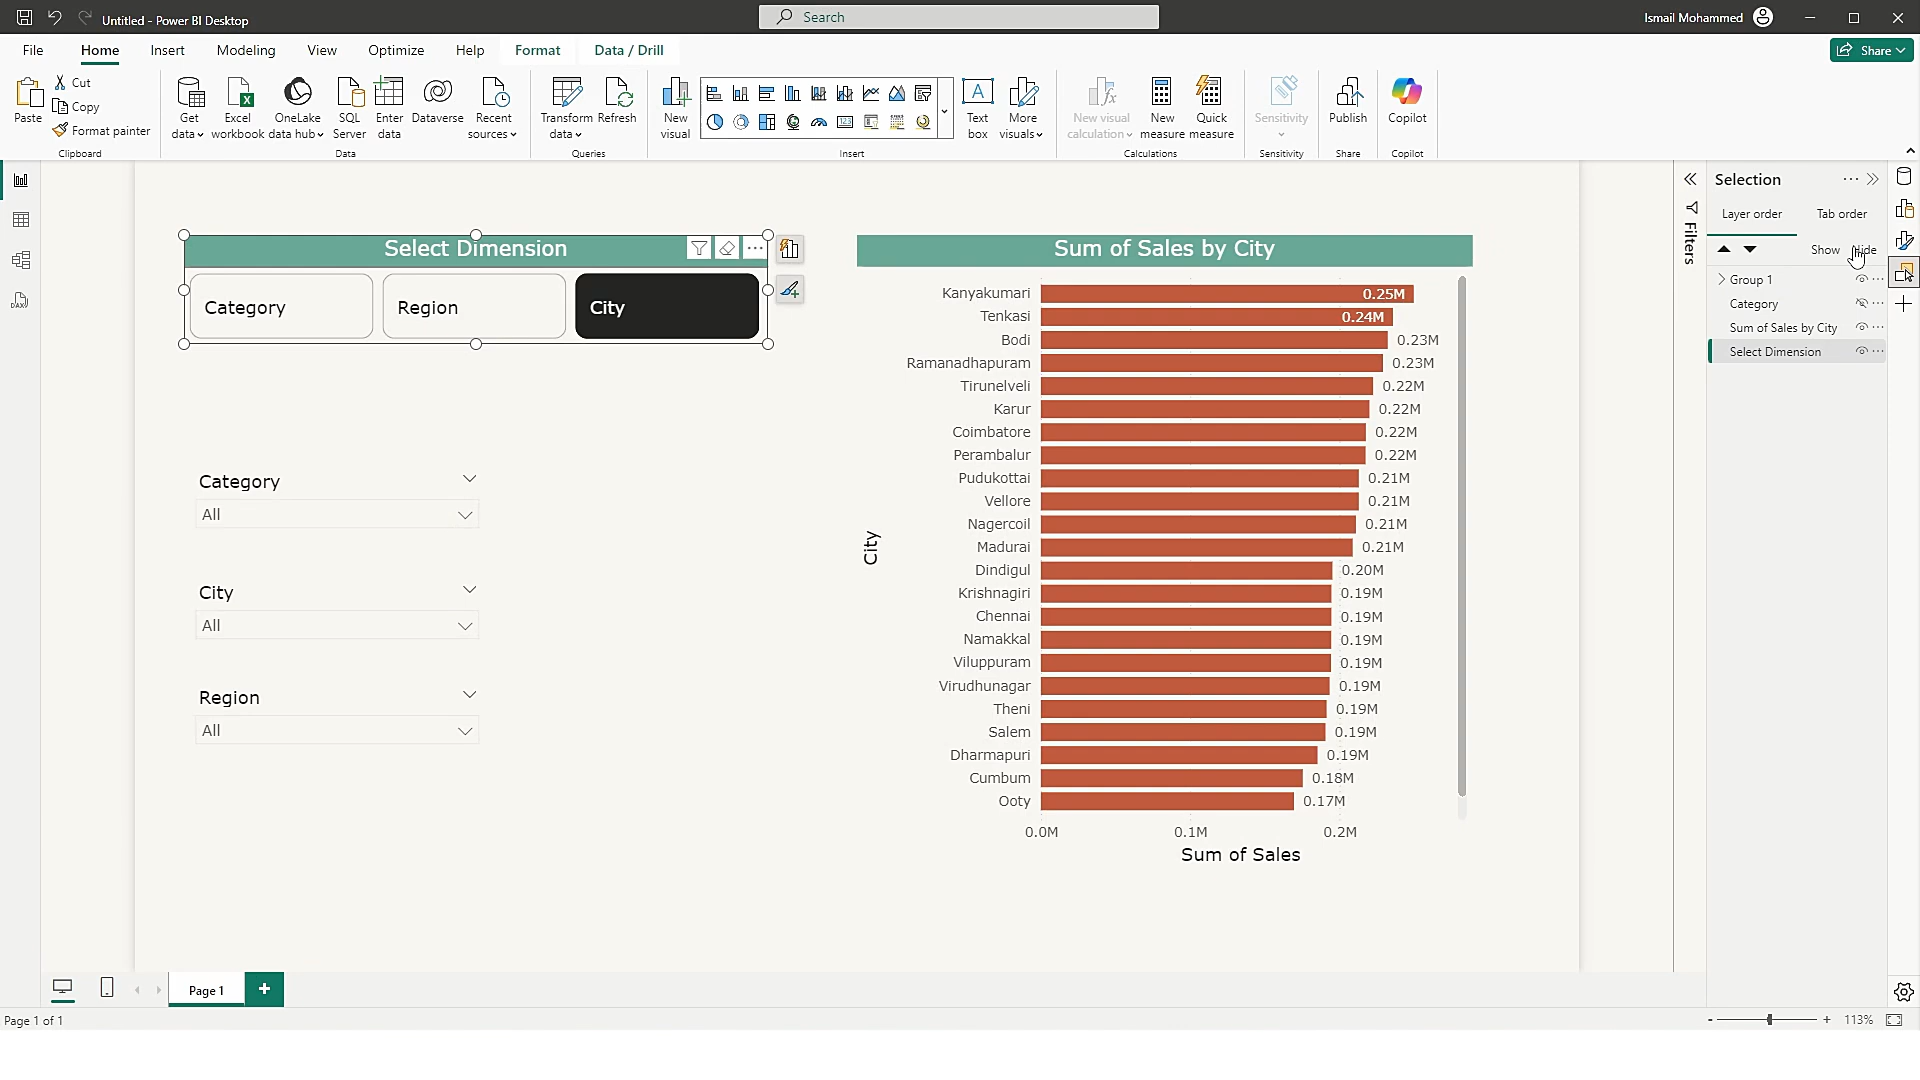 Untitled - Power BI Desktop
Search
Ismail Mohammed
File
Home
Insert
Modeling
View
Optimize
Help
Format
Data / Drill
Share
Paste
Cut
Copy
Format painter
Clipboard
Get data
Excel workbook
OneLake data hub
SQL Server
Enter data
Dataverse
Recent sources
Data
Transform data
Refresh
Queries
New visual
Text box
More visuals
Insert
New visual calculation
New measure
Quick measure
Calculations
Sensitivity
Sensitivity
Publish
Share
Copilot
Copilot
Select Dimension
Category
Region
City
Category
All
City
All
Region
All
Sum of Sales by City
City
Kanyakumari 0.25M
Tenkasi 0.24M
Bodi 0.23M
Ramanadhapuram 0.23M
Tirunelveli 0.22M
Karur 0.22M
Coimbatore 0.22M
Perambalur 0.22M
Pudukottai 0.21M
Vellore 0.21M
Nagercoil 0.21M
Madurai 0.21M
Dindigul 0.20M
Krishnagiri 0.19M
Chennai 0.19M
Namakkal 0.19M
Viluppuram 0.19M
Virudhunagar 0.19M
Theni 0.19M
Salem 0.19M
Dharmapuri 0.19M
Cumbum 0.18M
Ooty 0.17M
0.0M 0.1M 0.2M
Sum of Sales
Filters
Selection
Layer order
Tab order
Show
Hide
Group 1
Category
Sum of Sales by City
Select Dimension
DAX
Page 1
Page 1 of 1
113%